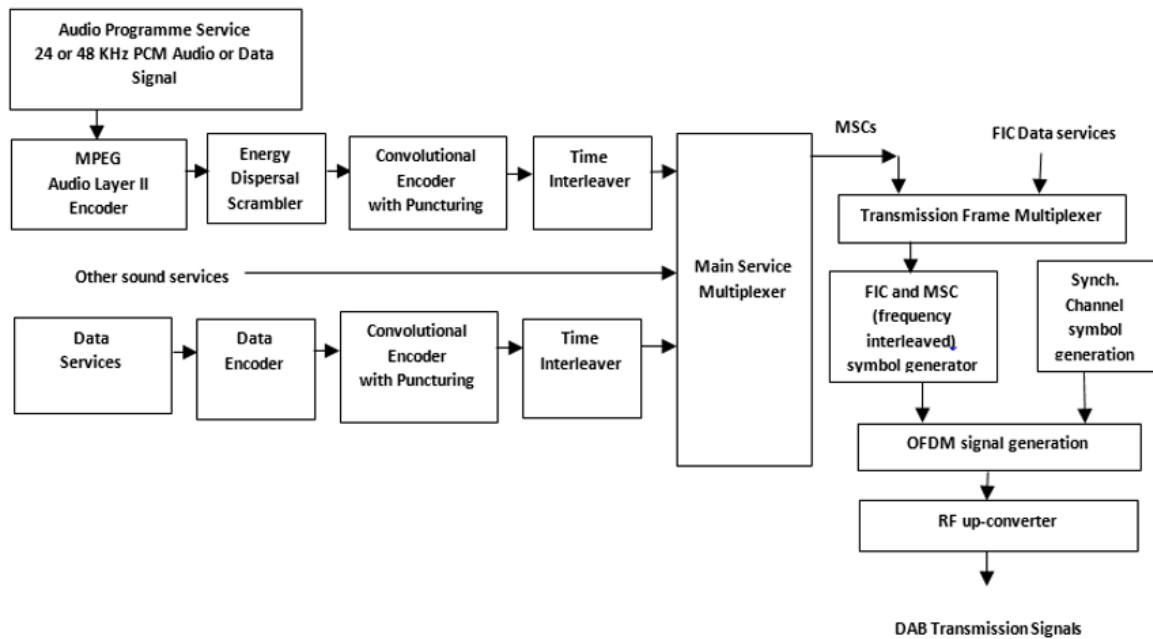 Audio Programme Service
24 or 48 KHz PCM Audio or Data
Signal
MPEG
Audio Layer II
Encoder
Energy
Dispersal
Scrambler
Convolutional
Encoder
with Puncturing
Time
Interleaver
Other sound services
Data
Services
Data
Encoder
Convolutional
Encoder
with Puncturing
Time
Interleaver
Main Service
Multiplexer
MSCs
FIC Data services
Transmission Frame Multiplexer
FIC and MSC
(frequency
interleaved)
symbol generator
Synch.
Channel
symbol
generation
OFDM signal generation
RF up-converter
DAB Transmission Signals